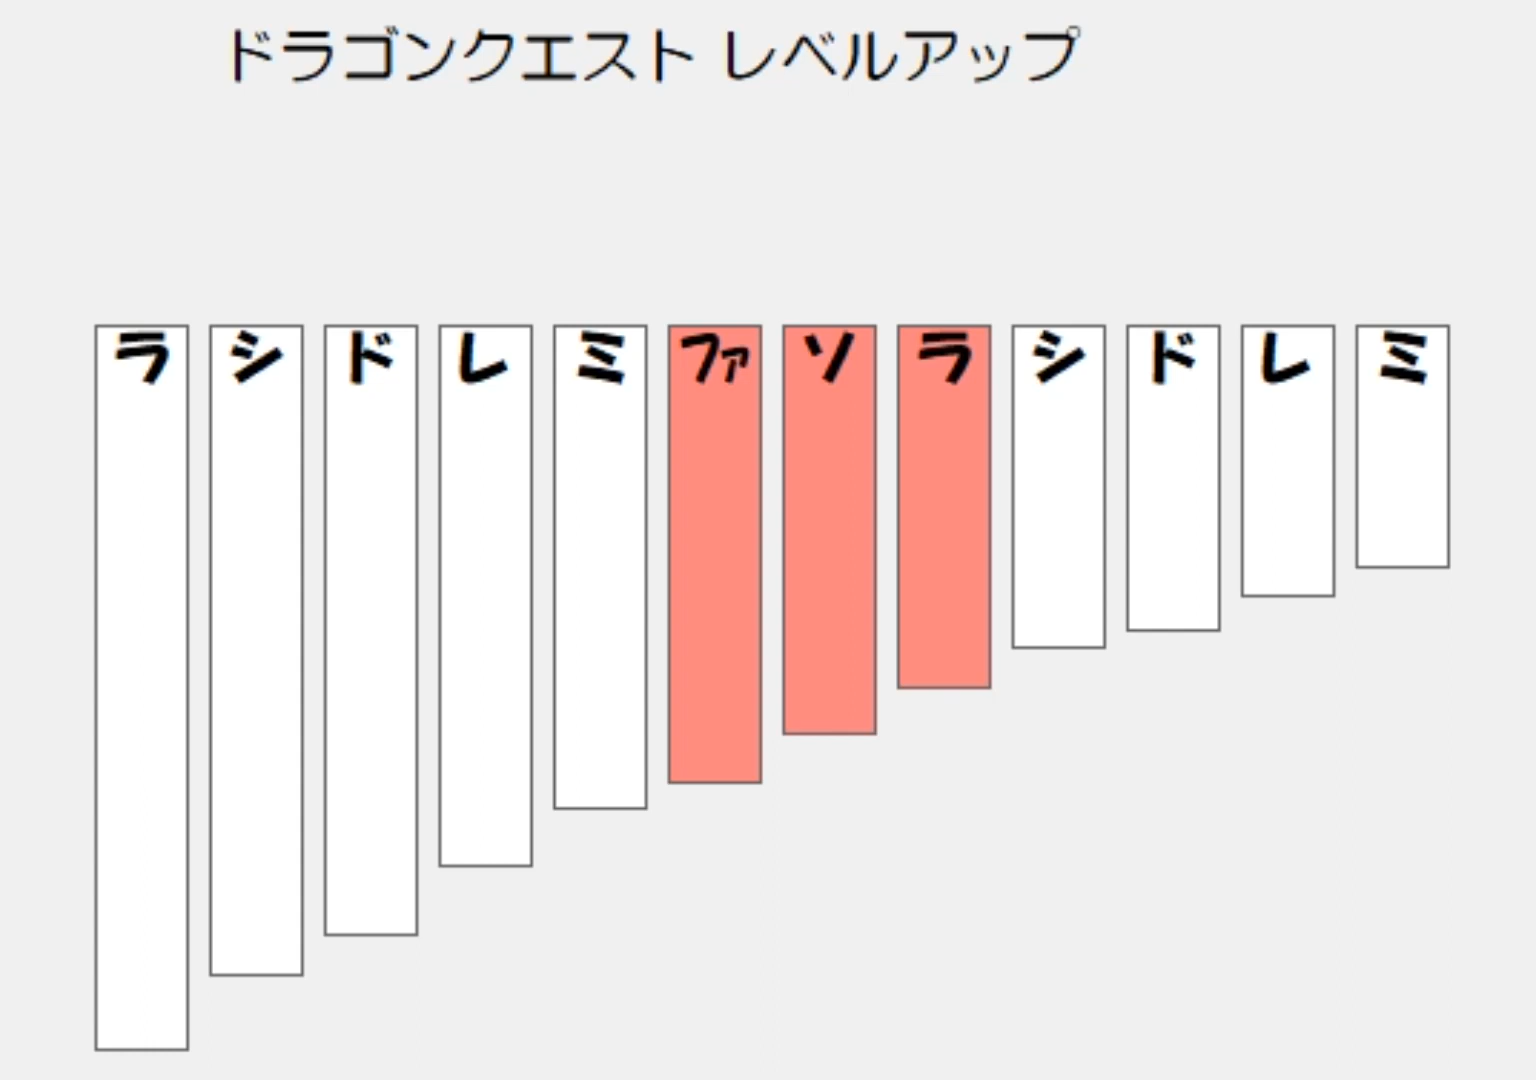 ドラゴンクエスト レベルアップ
ラ シ ド レ ミ ファ ソ ラ シ ド レ ミ